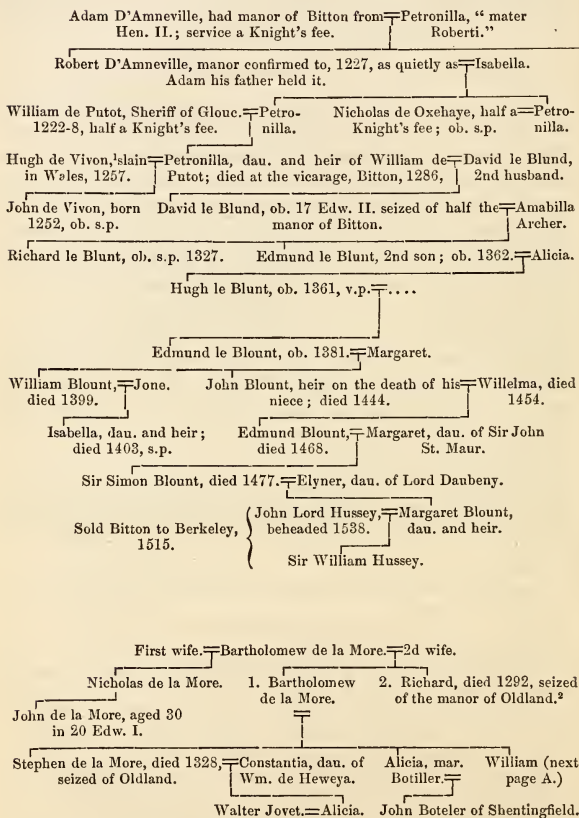 Adam D'Amneville, had manor of Bitton from Petronilla, “ mater
Hen. II.; service a Knight's fee. Roberti.”
Robert D'Amneville, manor confirmed to, 1227, as quietly as Isabella.
Adam his father held it.
William de Putot, Sheriff of Glouc. Petro- Nicholas de Oxehaye, half a Petro-
1222-8, half a Knight's fee. nilla. Knight's fee; ob. s.p. nilla.
Hugh de Vivon,¹slain Petronilla, dau. and heir of William de David le Blund,
in Wales, 1257. Putot; died at the vicarage, Bitton, 1286, 2nd husband.
John de Vivon, born David le Blund, ob. 17 Edw. II. seized of half the Amabilla
1252, ob. s.p. manor of Bitton. Archer.
Richard le Blunt, ob. s.p. 1327. Edmund le Blunt, 2nd son; ob. 1362. Alicia.
Hugh le Blunt, ob. 1361, v.p. ....
Edmund le Blount, ob. 1381. Margaret.
William Blount, Jone. John Blount, heir on the death of his Willelma, died
died 1399. niece; died 1444. 1454.
Isabella, dau. and heir; Edmund Blount, Margaret, dau. of Sir John
died 1403, s.p. died 1468. St. Maur.
Sir Simon Blount, died 1477. Elyner, dau. of Lord Daubeny.
Sold Bitton to Berkeley, John Lord Hussey, Margaret Blount,
1515. beheaded 1538. dau. and heir.
Sir William Hussey.
First wife. Bartholomew de la More. 2d wife.
Nicholas de la More. 1. Bartholomew 2. Richard, died 1292, seized
de la More. of the manor of Oldland.²
John de la More, aged 30
in 20 Edw. I.
Stephen de la More, died 1328, Constantia, dau. of Alicia, mar. William (next
seized of Oldland. Wm. de Heweya. Botiller. page A.)
Walter Jovet. Alicia. John Boteler of Shentingfield.